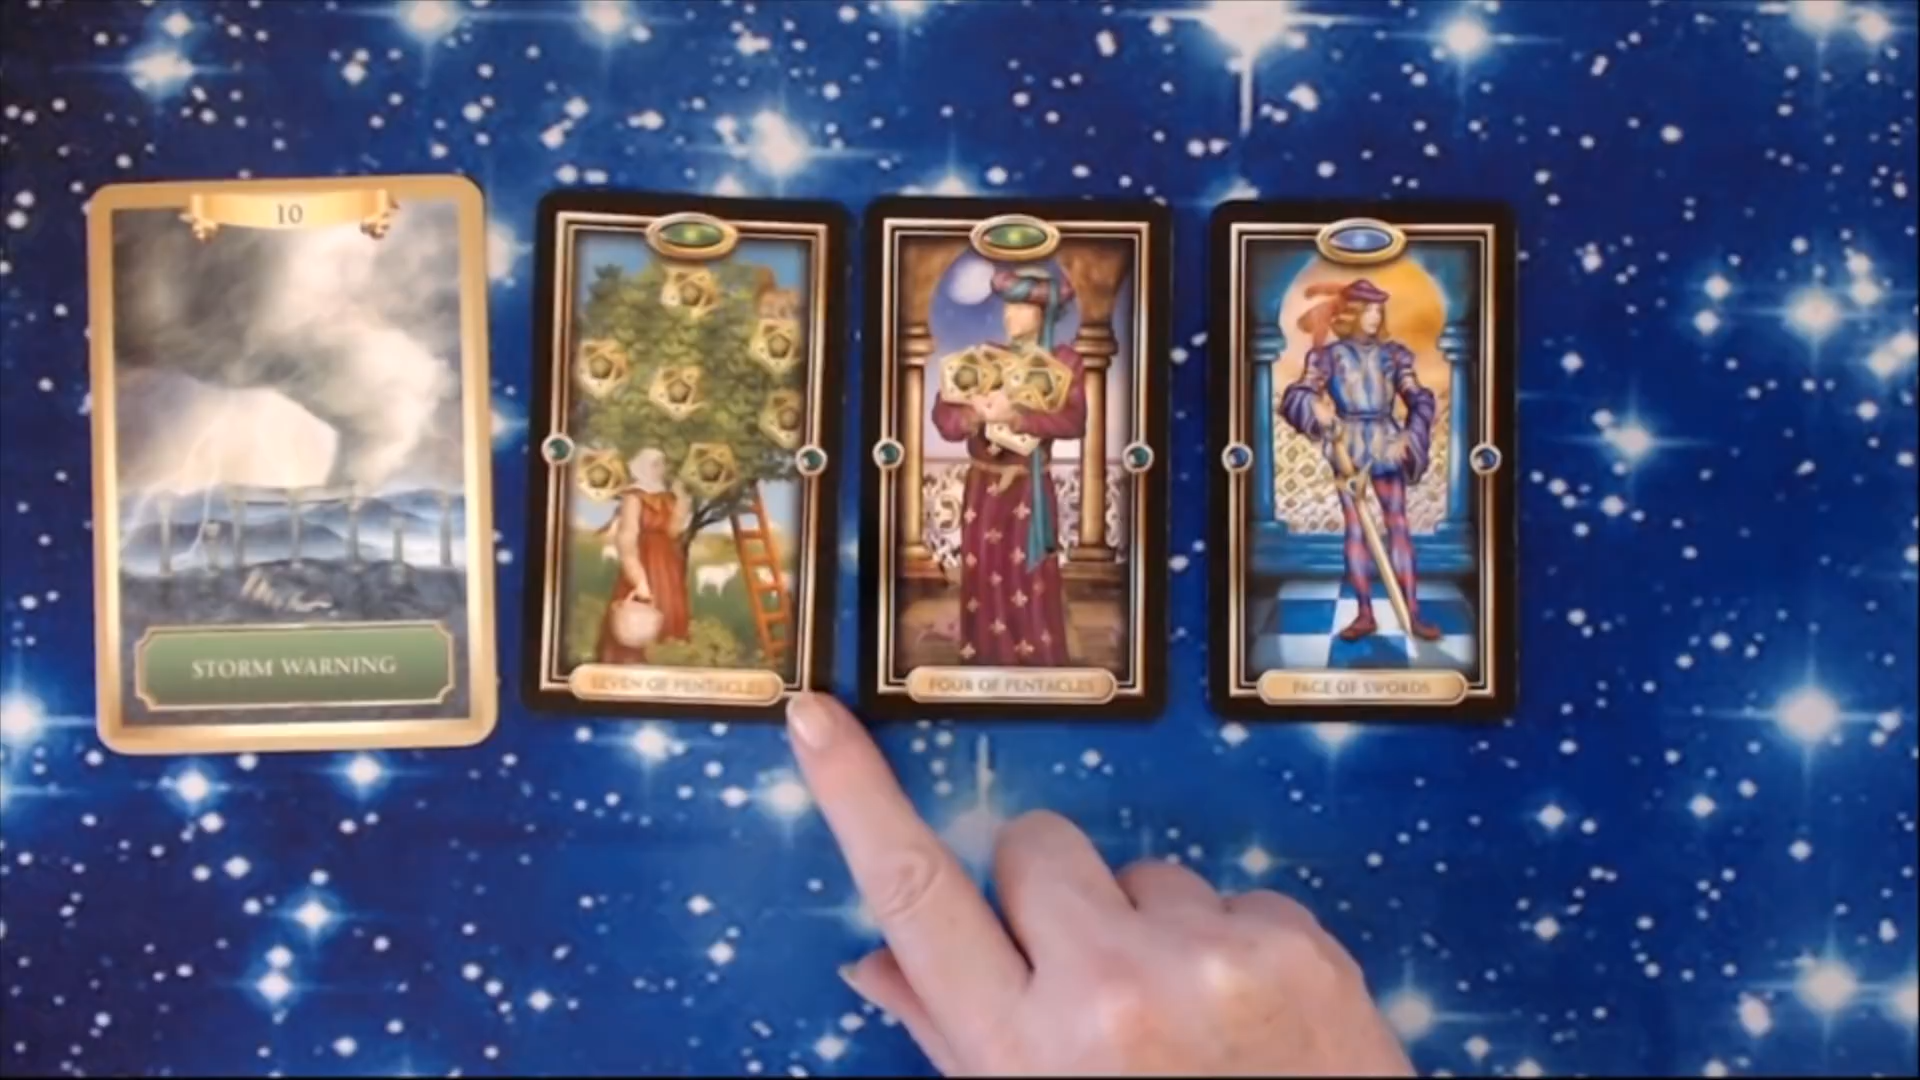 10
STORM WARNING
SEVEN OF PENTACLES
FOUR OF PENTACLES
PAGE OF SWORDS